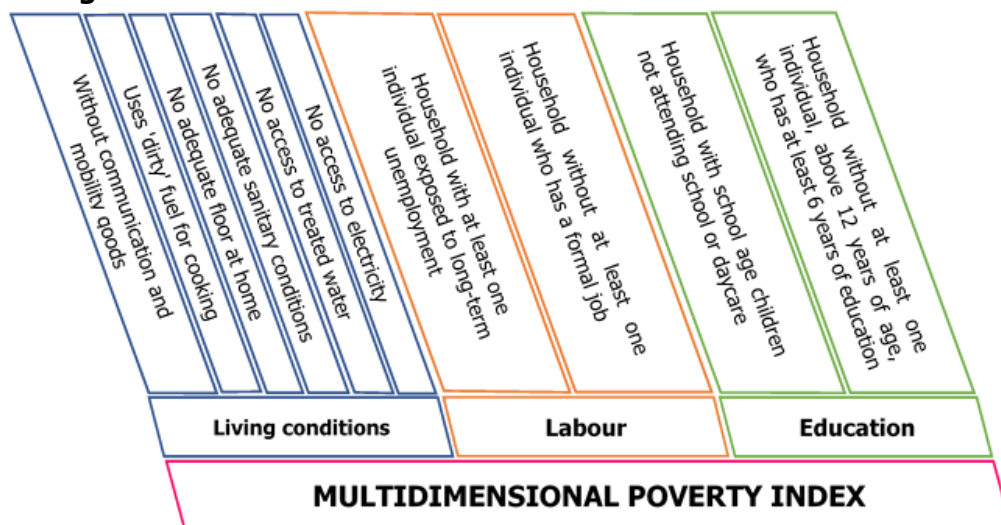 Without communication and
mobility goods
Uses 'dirty' fuel for cooking
No adequate floor at home
No adequate sanitary conditions
No access to treated water
No access to electricity
Household with at least one
individual exposed to long-term
unemployment
Household without at least one
individual who has a formal job
Household with school age children
not attending school or daycare
Household without at least one
individual, above 12 years of age,
who has at least 6 years of education
Living conditions
Labour
Education
MULTIDIMENSIONAL POVERTY INDEX